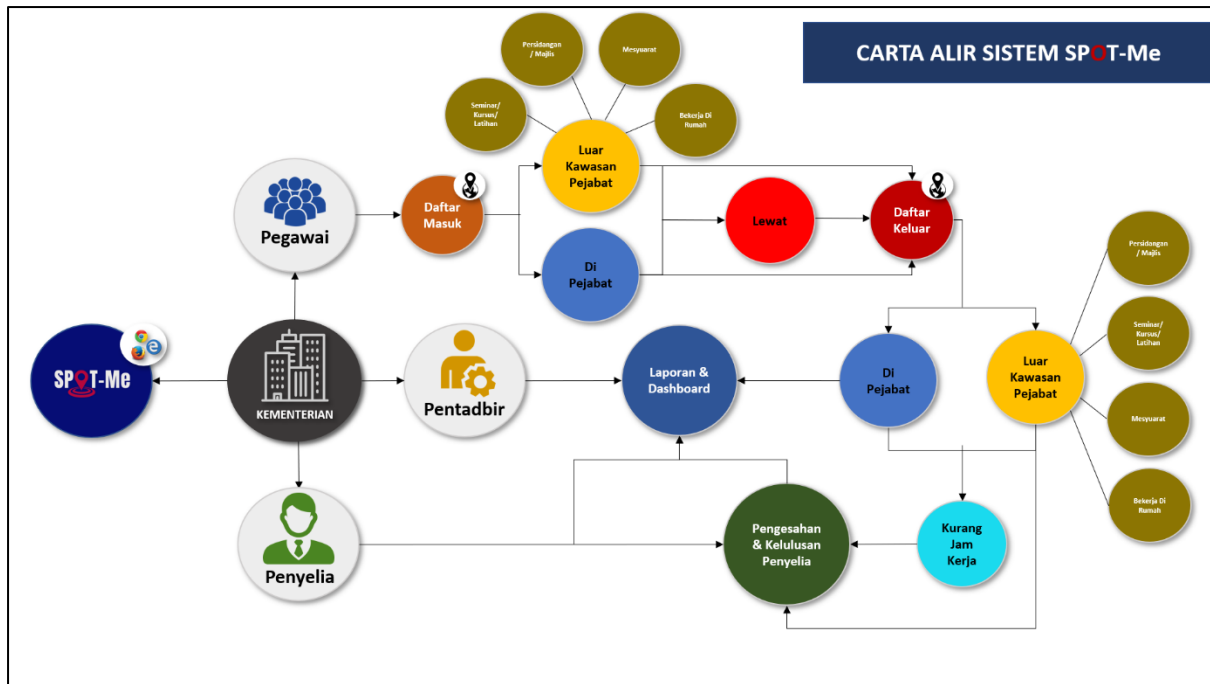 CARTA ALIR SISTEM SPOT-Me
Persidangan
/ Majlis
Mesyuarat
Seminar/
Kursus/
Latihan
Bekerja Di
Rumah
Luar
Kawasan
Pejabat
Pegawai
Daftar
Masuk
Lewat
Daftar
Keluar
Di
Pejabat
Persidangan
/ Majlis
Seminar/
Kursus/
Latihan
SPOT-Me
KEMENTERIAN
Pentadbir
Laporan &
Dashboard
Di
Pejabat
Luar
Kawasan
Pejabat
Mesyuarat
Bekerja Di
Rumah
Penyelia
Pengesahan
& Kelulusan
Penyelia
Kurang
Jam
Kerja